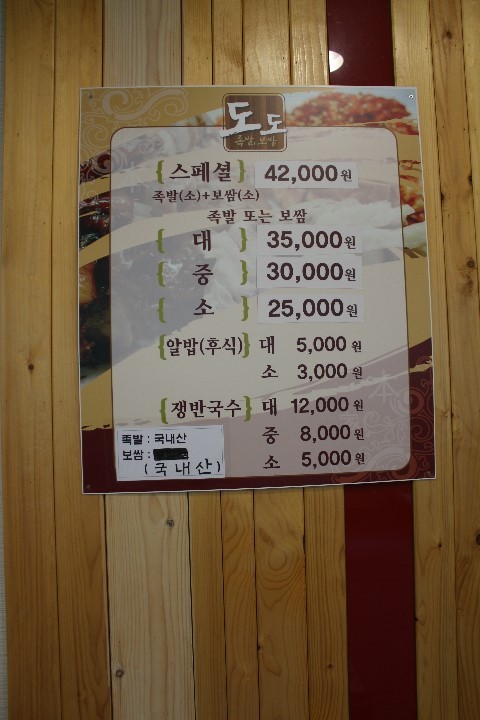 도도
족발, 보쌈
{스페셜} 42,000원
족발(소)+보쌈(소)
족발 또는 보쌈
{ 대 } 35,000원
{ 중 } 30,000원
{ 소 } 25,000원
{알밥(후식)} 대 5,000원
소 3,000원
{쟁반국수} 대 12,000원
중 8,000원
소 5,000원
족발 : 국내산
보쌈 :
(국내산)
本